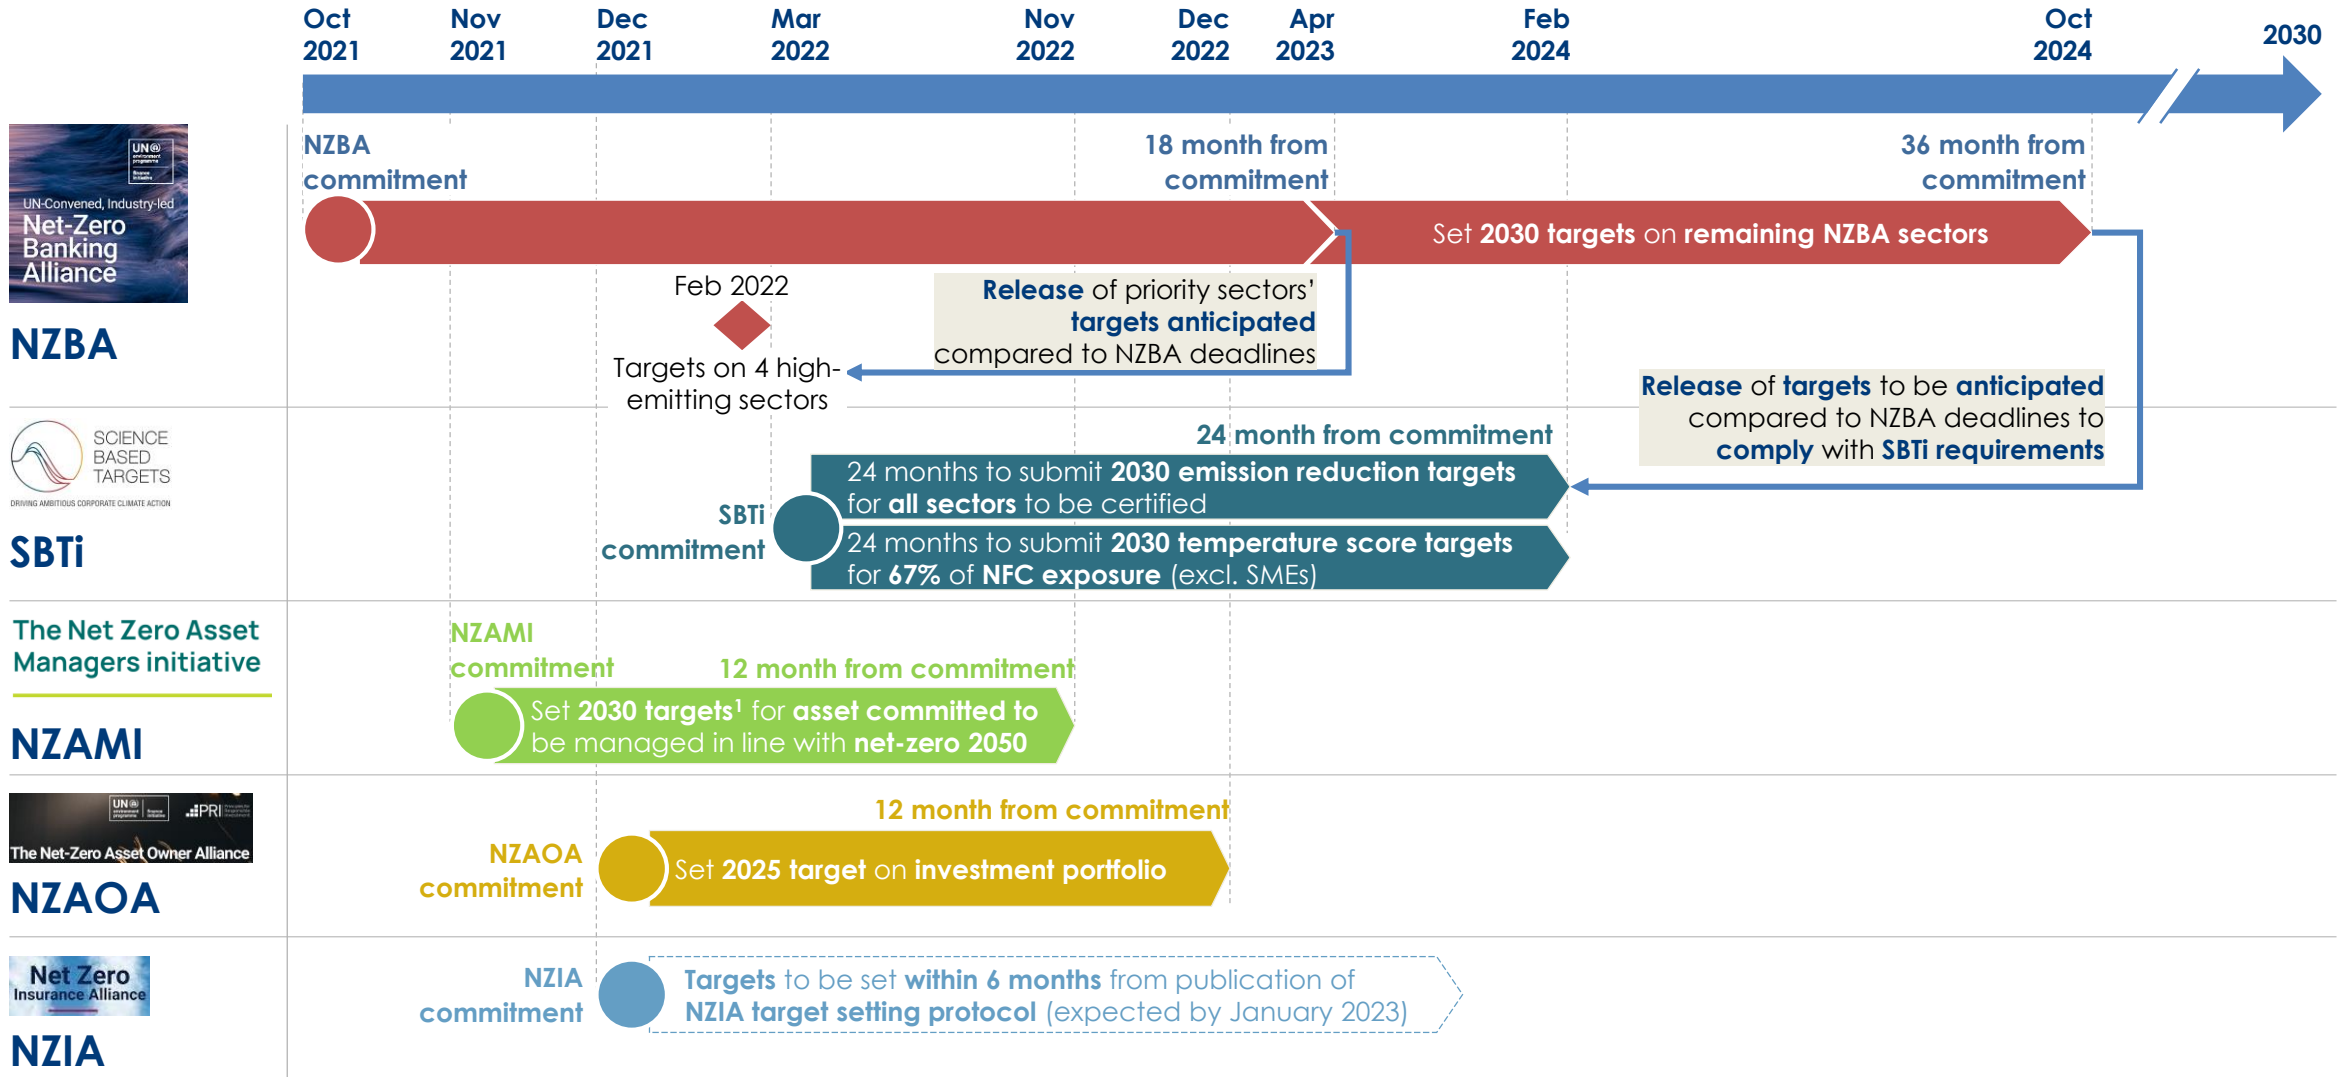 Oct
2021
Nov
2021
Dec
2021
Mar
2022
Nov
2022
Dec
2022
Apr
2023
Feb
2024
Oct
2024
2030
UN
environment
programme
finance
initiative
UN-Convened, Industry-led
Net-Zero
Banking
Alliance
NZBA
NZBA
commitment
18 month from
commitment
36 month from
commitment
Set 2030 targets on remaining NZBA sectors
Feb 2022
Targets on 4 high-
emitting sectors
Release of priority sectors’
targets anticipated
compared to NZBA deadlines
Release of targets to be anticipated
compared to NZBA deadlines to
comply with SBTi requirements
SCIENCE
BASED
TARGETS
DRIVING AMBITIOUS CORPORATE CLIMATE ACTION
SBTi
SBTi
commitment
24 month from commitment
24 months to submit 2030 emission reduction targets
for all sectors to be certified
24 months to submit 2030 temperature score targets
for 67% of NFC exposure (excl. SMEs)
The Net Zero Asset
Managers initiative
NZAMI
NZAMI
commitment
12 month from commitment
Set 2030 targets¹ for asset committed to
be managed in line with net-zero 2050
UN
PRI
The Net-Zero Asset Owner Alliance
NZAOA
NZAOA
commitment
12 month from commitment
Set 2025 target on investment portfolio
Net Zero
Insurance Alliance
NZIA
NZIA
commitment
Targets to be set within 6 months from publication of
NZIA target setting protocol (expected by January 2023)